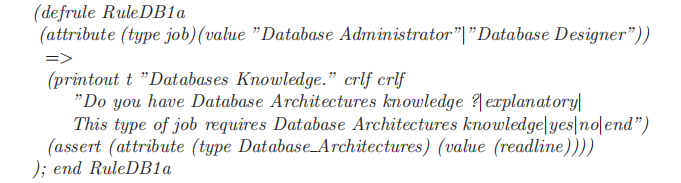 (defrule RuleDB1a
(attribute (type job)(value "Database Administrator"|"Database Designer"))
=>
(printout t "Databases Knowledge." crlf crlf
"Do you have Database Architectures knowledge ?|explanatory|
This type of job requires Database Architectures knowledge|yes|no|end")
(assert (attribute (type Database_Architectures) (value (readline))))
); end RuleDB1a